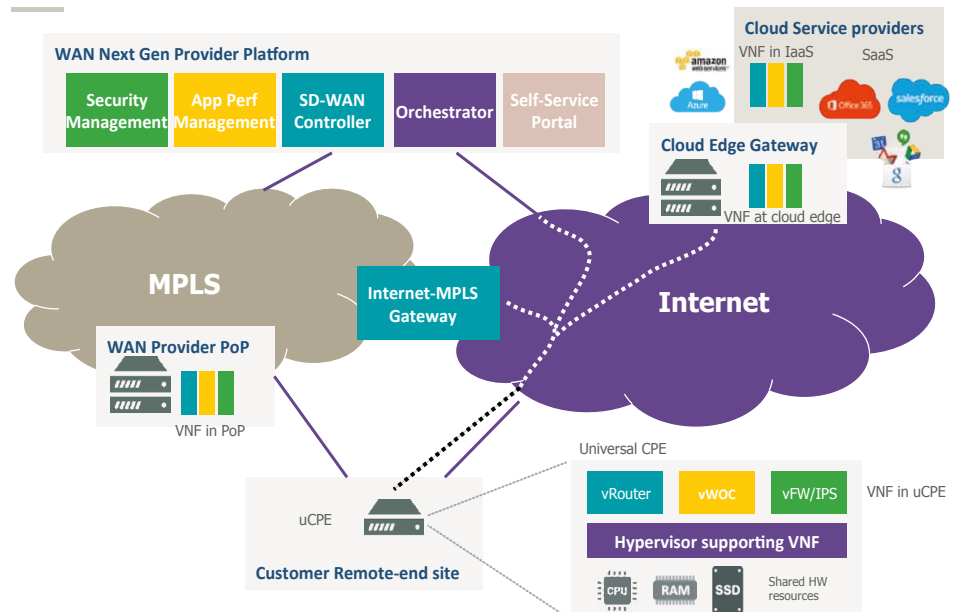 WAN Next Gen Provider Platform
Security
Management
App Perf
Management
SD-WAN
Controller
Orchestrator
Self-Service
Portal
Cloud Service providers
VNF in IaaS
SaaS
amazon
web services™
Azure
Office 365
salesforce
31
g
Cloud Edge Gateway
VNF at cloud edge
MPLS
Internet-MPLS
Gateway
Internet
WAN Provider PoP
VNF in PoP
uCPE
Customer Remote-end site
Universal CPE
vRouter
vWOC
vFW/IPS
VNF in uCPE
Hypervisor supporting VNF
CPU
RAM
SSD
Shared HW
resources